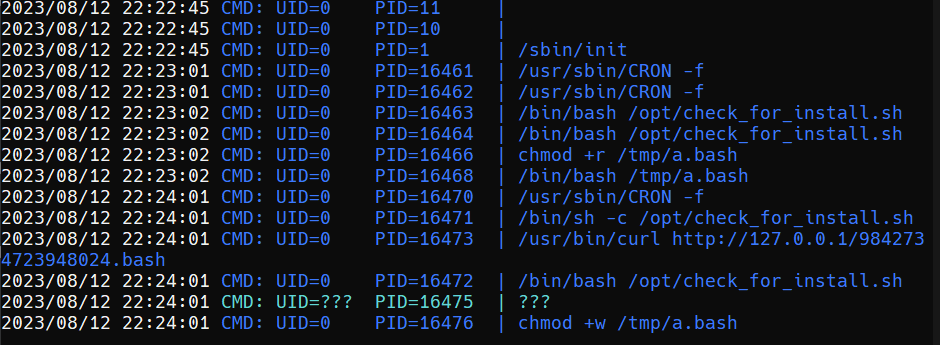 2023/08/12 22:22:45 CMD: UID=0    PID=11     |
2023/08/12 22:22:45 CMD: UID=0    PID=10     |
2023/08/12 22:22:45 CMD: UID=0    PID=1      | /sbin/init
2023/08/12 22:23:01 CMD: UID=0    PID=16461  | /usr/sbin/CRON -f
2023/08/12 22:23:01 CMD: UID=0    PID=16462  | /usr/sbin/CRON -f
2023/08/12 22:23:02 CMD: UID=0    PID=16463  | /bin/bash /opt/check_for_install.sh
2023/08/12 22:23:02 CMD: UID=0    PID=16464  | /bin/bash /opt/check_for_install.sh
2023/08/12 22:23:02 CMD: UID=0    PID=16466  | chmod +r /tmp/a.bash
2023/08/12 22:23:02 CMD: UID=0    PID=16468  | /bin/bash /tmp/a.bash
2023/08/12 22:24:01 CMD: UID=0    PID=16470  | /usr/sbin/CRON -f
2023/08/12 22:24:01 CMD: UID=0    PID=16471  | /bin/sh -c /opt/check_for_install.sh
2023/08/12 22:24:01 CMD: UID=0    PID=16473  | /usr/bin/curl http://127.0.0.1/984273
4723948024.bash
2023/08/12 22:24:01 CMD: UID=0    PID=16472  | /bin/bash /opt/check_for_install.sh
2023/08/12 22:24:01 CMD: UID=???  PID=16475  | ???
2023/08/12 22:24:01 CMD: UID=0    PID=16476  | chmod +w /tmp/a.bash